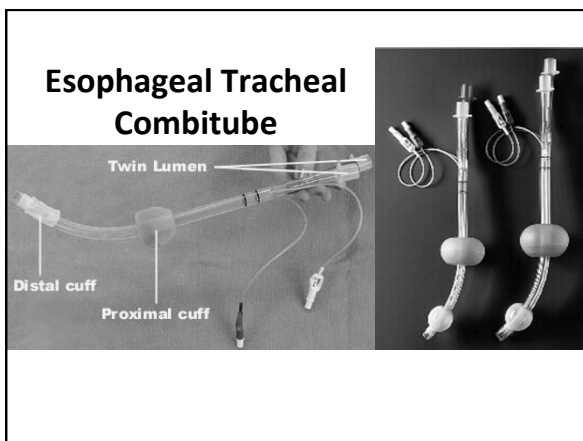 Esophageal Tracheal
Combitube
Twin Lumen
Distal cuff
Proximal cuff